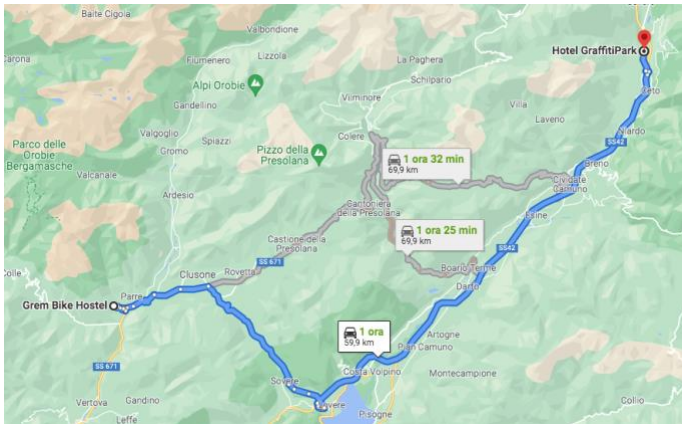 Baite Cigola
Valbondione
Hotel GraffitiPark
Carona
Fiumenero
Lizzola
La Paghera
Schilpario
Alpi Orobie
Ceto
Gandellino
Vilminore
Villa
Valgoglio
Laveno
Niardo
Parco delle
Orobie
Bergamasche
Spiazzi
Colere
SS42
Gromo
Pizzo della
Presolana
1 ora 32 min
69,9 km
Breno
Valcanale
Cividate
Camuno
Ardesio
Cantoniera
della Presolana
Esine
1 ora 25 min
69,9 km
Castione della
Presolana
SS42
Colle
Clusone
Rovetta
SS 671
Boario Terme
Parre
Darfo
Grem Bike Hostel
1 ora
59,9 km
Artogne
Pian Camuno
SS 671
Costa Volpino
Montecampione
Sovere
Vertova
Gandino
Lovere
Collio
Pisogne
Leffe